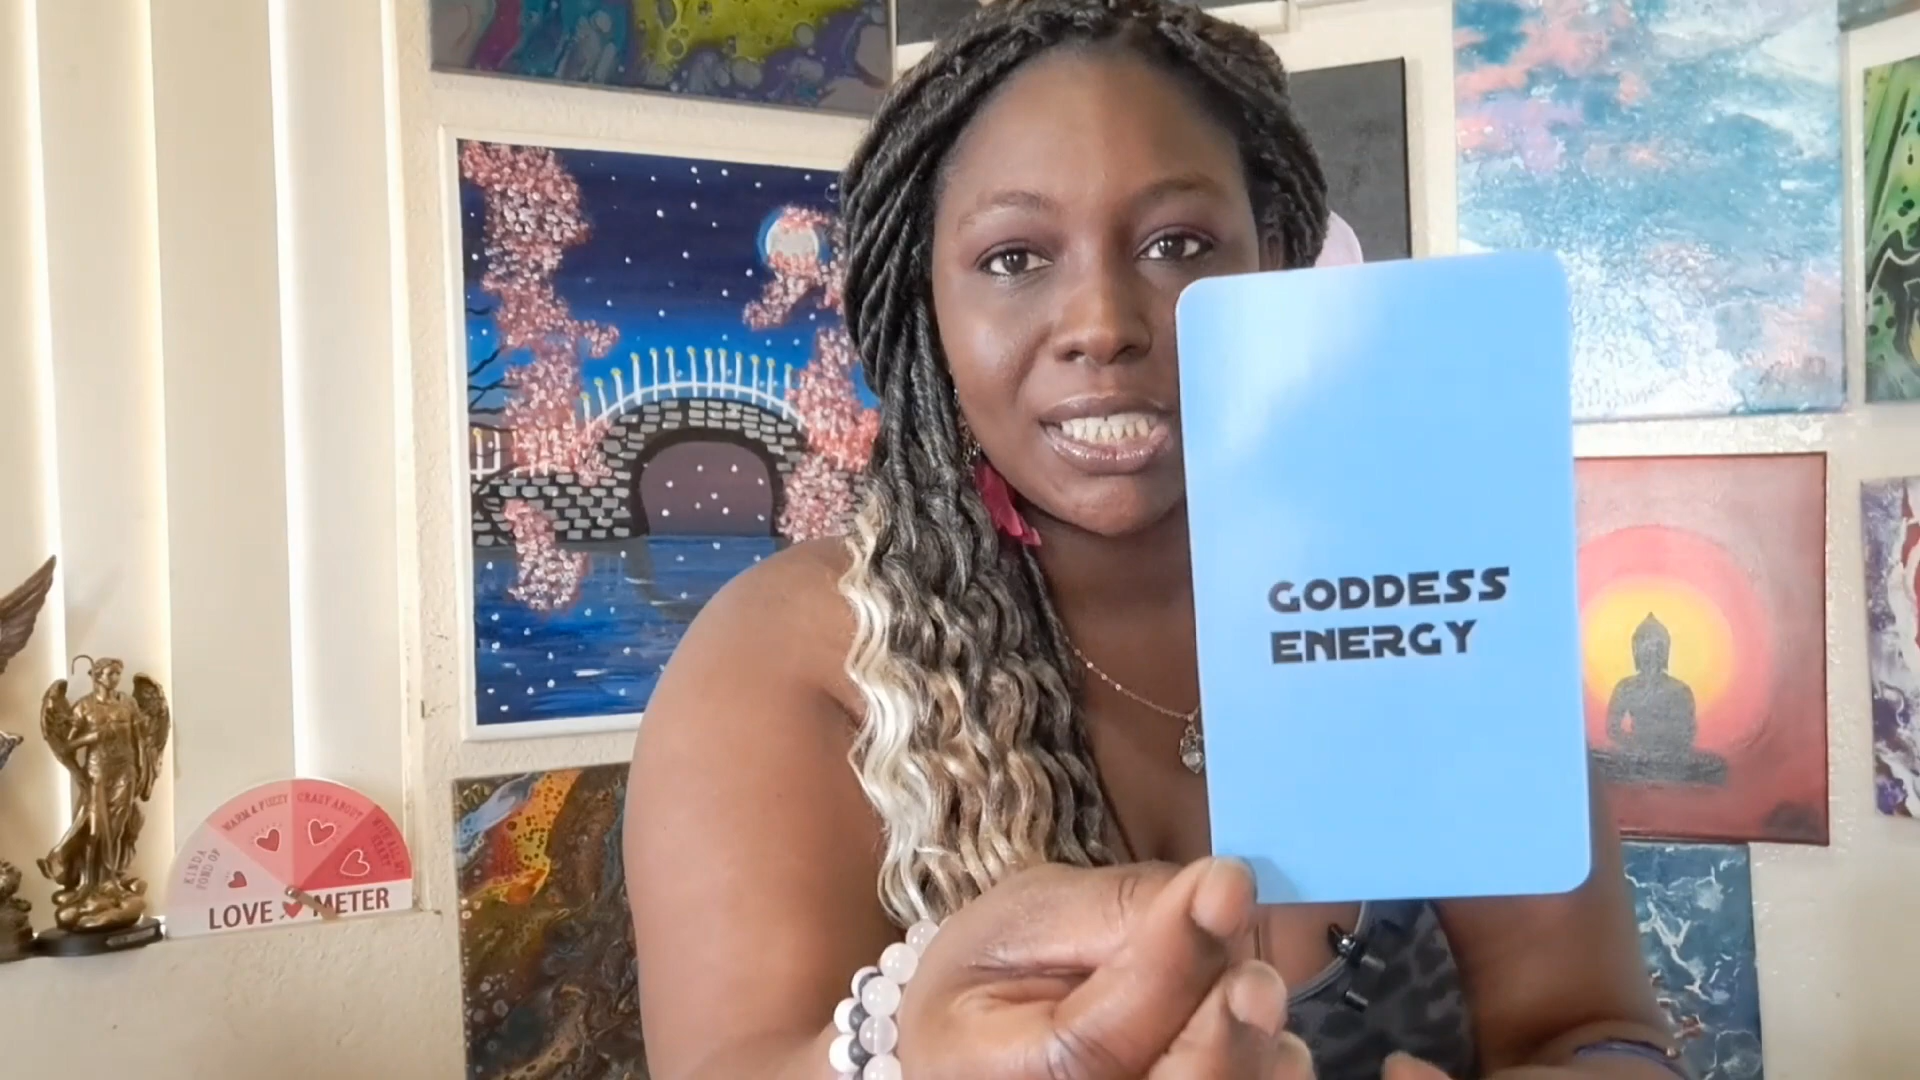 GODDESS
ENERGY
KINDA
FOND OF
WARM & FUZZY
CRAZY ABOUT
LOVE METER